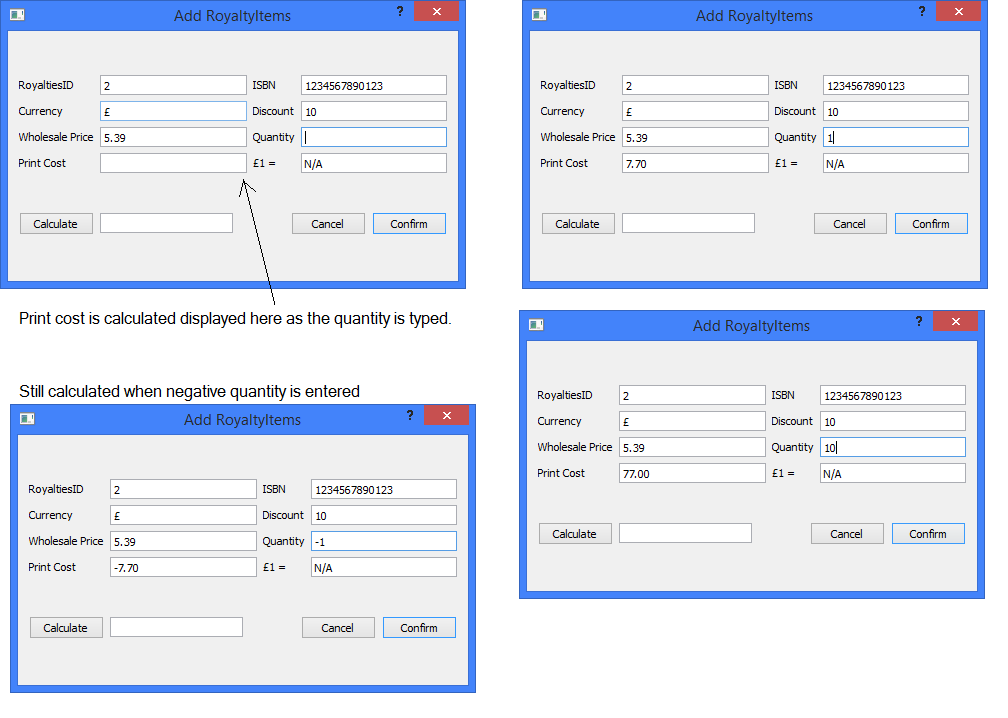 Add RoyaltyItems ?
RoyaltiesID 2 ISBN 1234567890123
Currency £ Discount 10
Wholesale Price 5.39 Quantity
Print Cost £1 = N/A
Calculate Cancel Confirm
Print cost is calculated displayed here as the quantity is typed.
Add RoyaltyItems ?
RoyaltiesID 2 ISBN 1234567890123
Currency £ Discount 10
Wholesale Price 5.39 Quantity 1
Print Cost 7.70 £1 = N/A
Calculate Cancel Confirm
Still calculated when negative quantity is entered
Add RoyaltyItems ?
RoyaltiesID 2 ISBN 1234567890123
Currency £ Discount 10
Wholesale Price 5.39 Quantity -1
Print Cost -7.70 £1 = N/A
Calculate Cancel Confirm
Add RoyaltyItems ?
RoyaltiesID 2 ISBN 1234567890123
Currency £ Discount 10
Wholesale Price 5.39 Quantity 10
Print Cost 77.00 £1 = N/A
Calculate Cancel Confirm